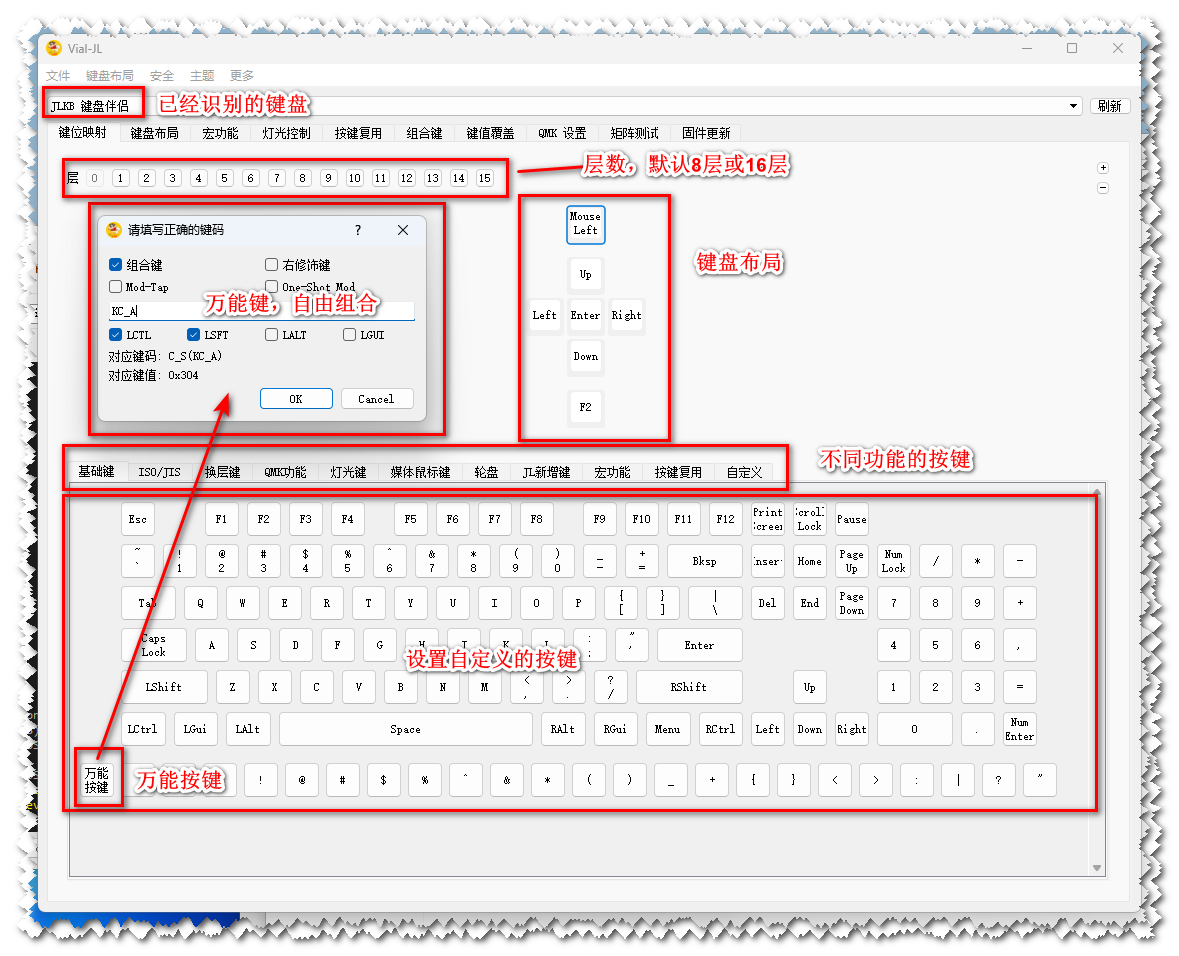 Vial-JL
文件 键盘布局 安全 主题 更多
JLKB 键盘伴侣 已经识别的键盘 刷新
键位映射 键盘布局 宏功能 灯光控制 按键复用 组合键 键值覆盖 QMK 设置 矩阵测试 固件更新
层数，默认8层或16层
层 0 1 2 3 4 5 6 7 8 9 10 11 12 13 14 15
+
−
请填写正确的键码 ? ×
组合键 右修饰键
Mod-Tap One-Shot Mod
万能键，自由组合
KC_A
LCTL LSFT LALT LGUI
对应键码: C_S(KC_A)
对应键值: 0x304
OK Cancel
Mouse
Left
Up
Left Enter Right
Down
F2
键盘布局
不同功能的按键
基础键 ISO/JIS 换层键 QMK功能 灯光键 媒体鼠标键 轮盘 JL新增键 宏功能 按键复用 自定义
Esc F1 F2 F3 F4 F5 F6 F7 F8 F9 F10 F11 F12 Print Lock Pause
~ ! @ # $ % ^ & * ( ) _ +
` 1 2 3 4 5 6 7 8 9 0 - = Bksp Home Page Up Num Lock / * -
Tab Q W E R T Y U I O P { [ } ] | \ Del End Page Down 7 8 9 +
Caps Lock A S D F G H : ; " ' Enter 4 5 6 ,
设置自定义的按键
LShift Z X C V B N M < , > . ? / RShift Up 1 2 3 =
LCtrl LGui LAlt Space RAlt RGui Menu RCtrl Left Down Right 0 . Num Enter
万能
按键
万能按键
! @ # $ % ^ & * ( ) _ + { } < > : | ? "